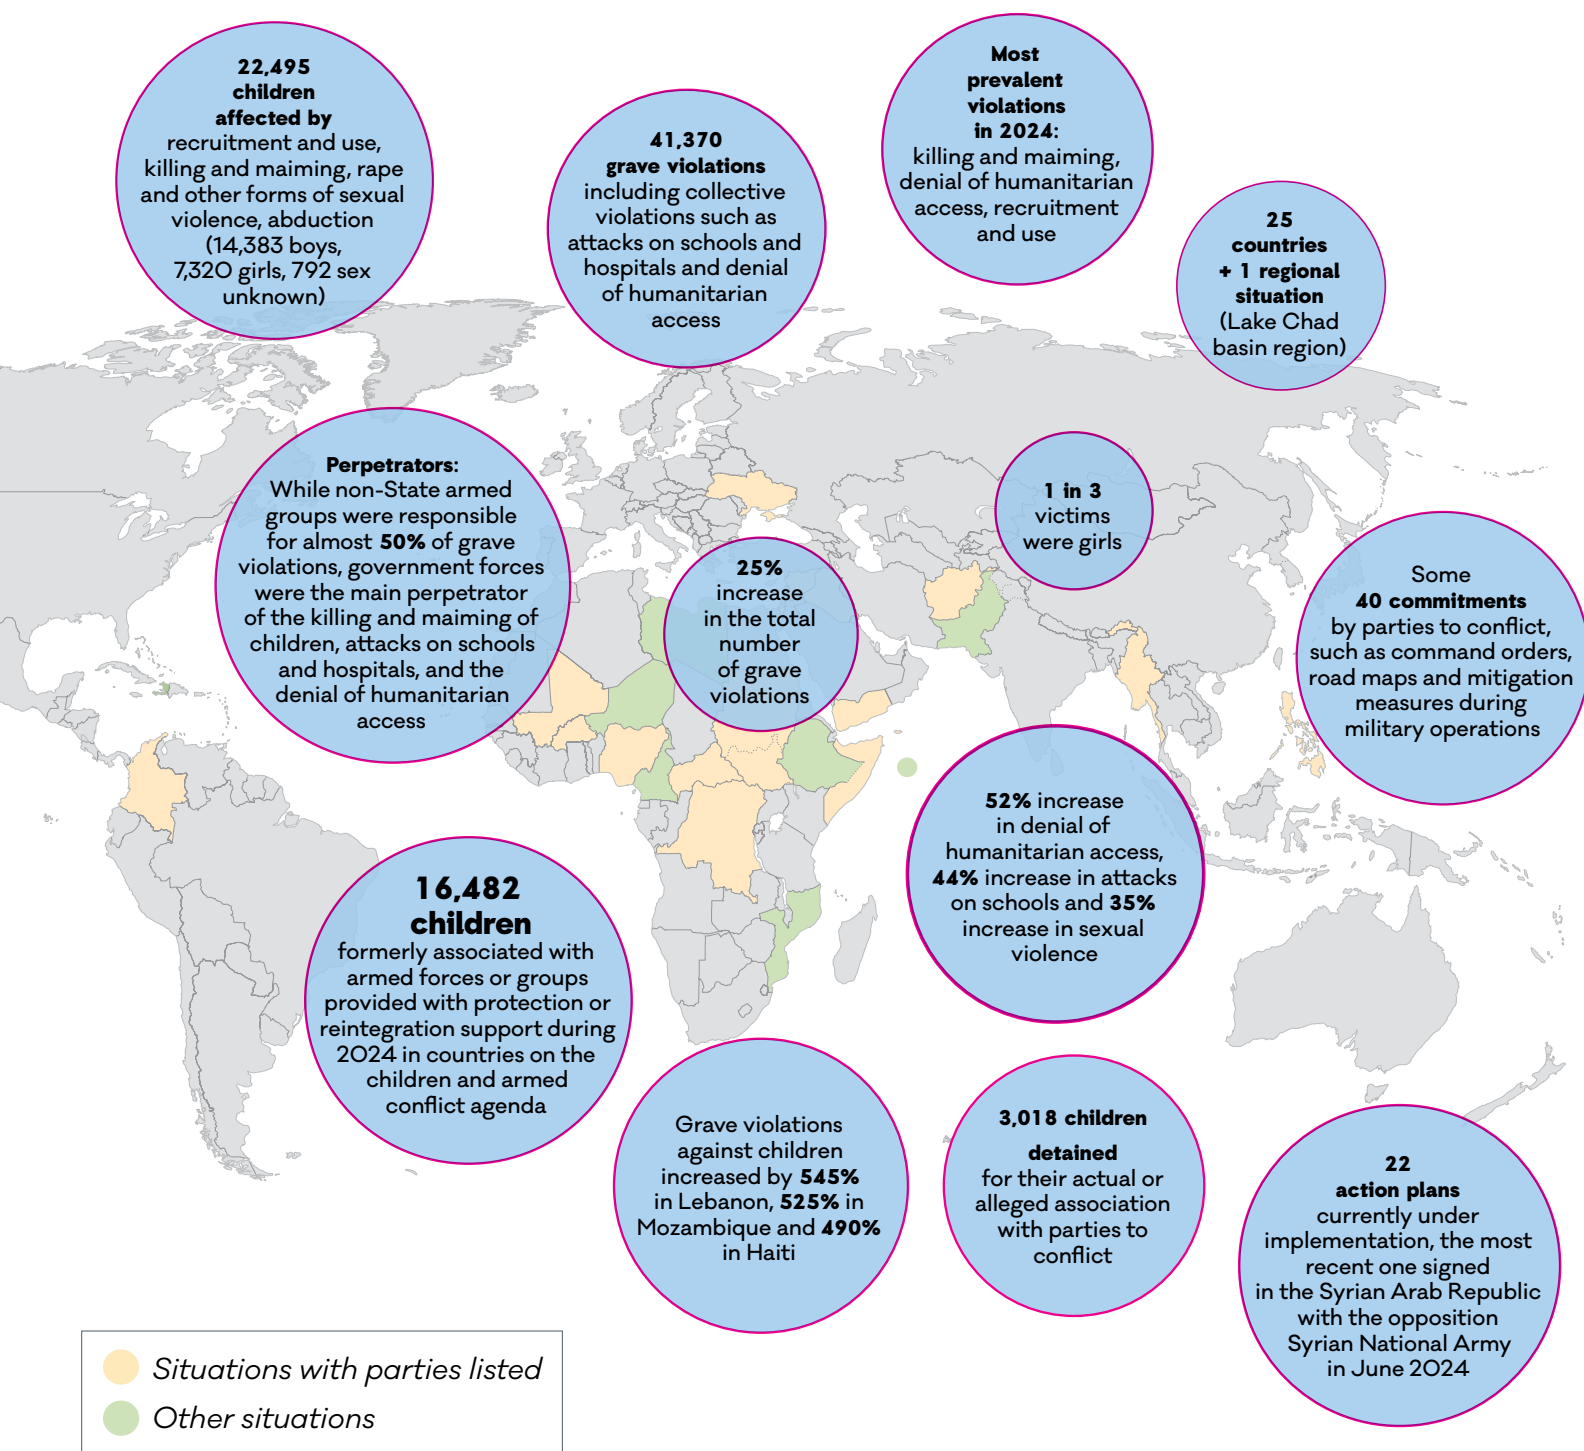 22,495
children
affected by
recruitment and use,
killing and maiming, rape
and other forms of sexual
violence, abduction
(14,383 boys,
7,320 girls, 792 sex
unknown)
41,370
grave violations
including collective
violations such as
attacks on schools and
hospitals and denial
of humanitarian
access
Most
prevalent
violations
in 2024:
killing and maiming,
denial of humanitarian
access, recruitment
and use
25
countries
+ 1 regional
situation
(Lake Chad
basin region)
Perpetrators:
While non-State armed
groups were responsible
for almost 50% of grave
violations, government forces
were the main perpetrator
of the killing and maiming of
children, attacks on schools
and hospitals, and the
denial of humanitarian
access
25%
increase
in the total
number
of grave
violations
1 in 3
victims
were girls
Some
40 commitments
by parties to conflict,
such as command orders,
road maps and mitigation
measures during
military operations
52% increase
in denial of
humanitarian access,
44% increase in attacks
on schools and 35%
increase in sexual
violence
16,482
children
formerly associated with
armed forces or groups
provided with protection or
reintegration support during
2024 in countries on the
children and armed
conflict agenda
Grave violations
against children
increased by 545%
in Lebanon, 525% in
Mozambique and 490%
in Haiti
3,018 children
detained
for their actual or
alleged association
with parties to
conflict
22
action plans
currently under
implementation, the most
recent one signed
in the Syrian Arab Republic
with the opposition
Syrian National Army
in June 2024
Situations with parties listed
Other situations